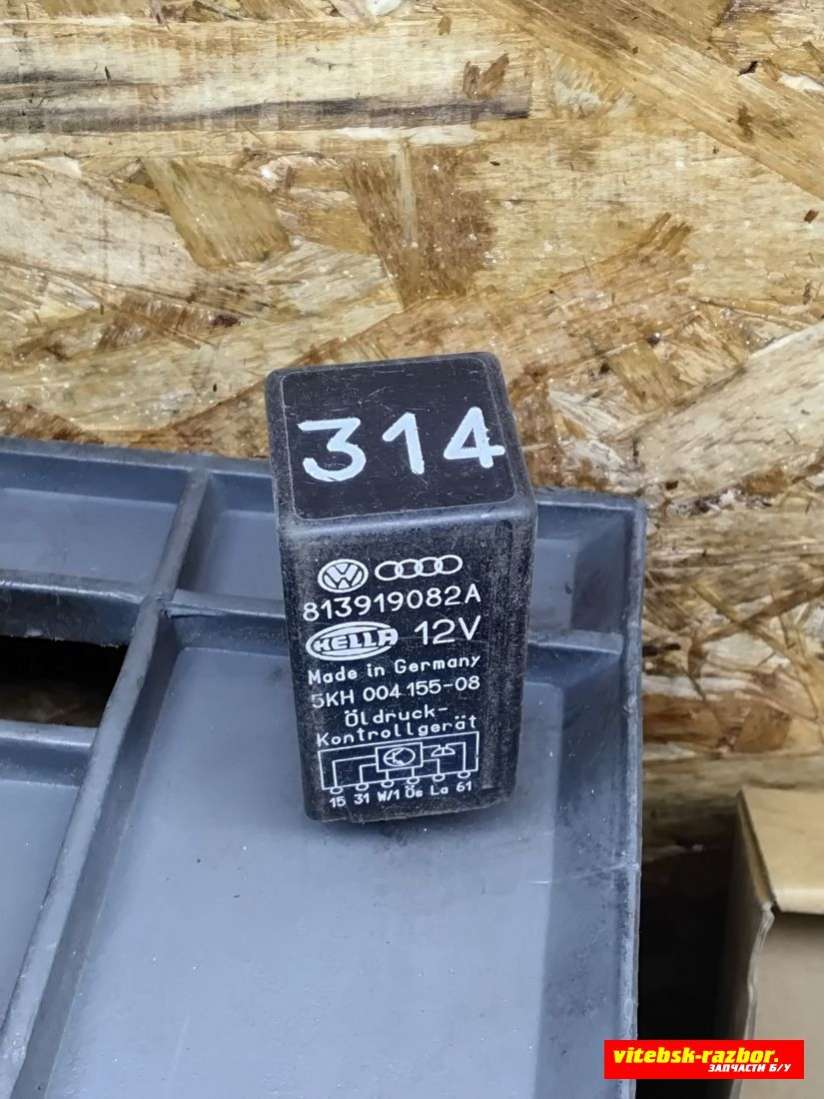 314
813919082A
HELLA 12V
Made in Germany
5KH 004 155-08
Öldruck-
Kontrollgerät
15 31 W/1 Ös La 61
vitebsk-razbor.
ЗАПЧАСТИ Б/У